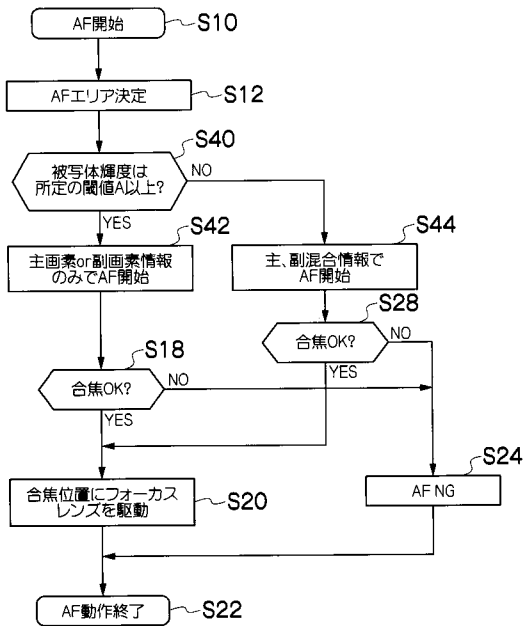 AF開始
S10
AFエリア決定
S12
S40
被写体輝度は
所定の閾値A以上?
NO
YES
S42
主画素or副画素情報
のみでAF開始
S44
主、副混合情報で
AF開始
S28
合焦OK?
NO
YES
S18
合焦OK?
NO
YES
S24
AF NG
合焦位置にフォーカス
レンズを駆動
S20
AF動作終了
S22